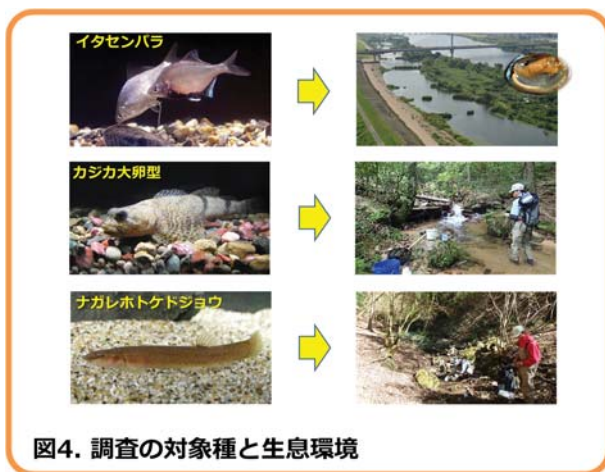 イタセンパラ
カジカ大卵型
ナガレホトケドジョウ
図4. 調査の対象種と生息環境